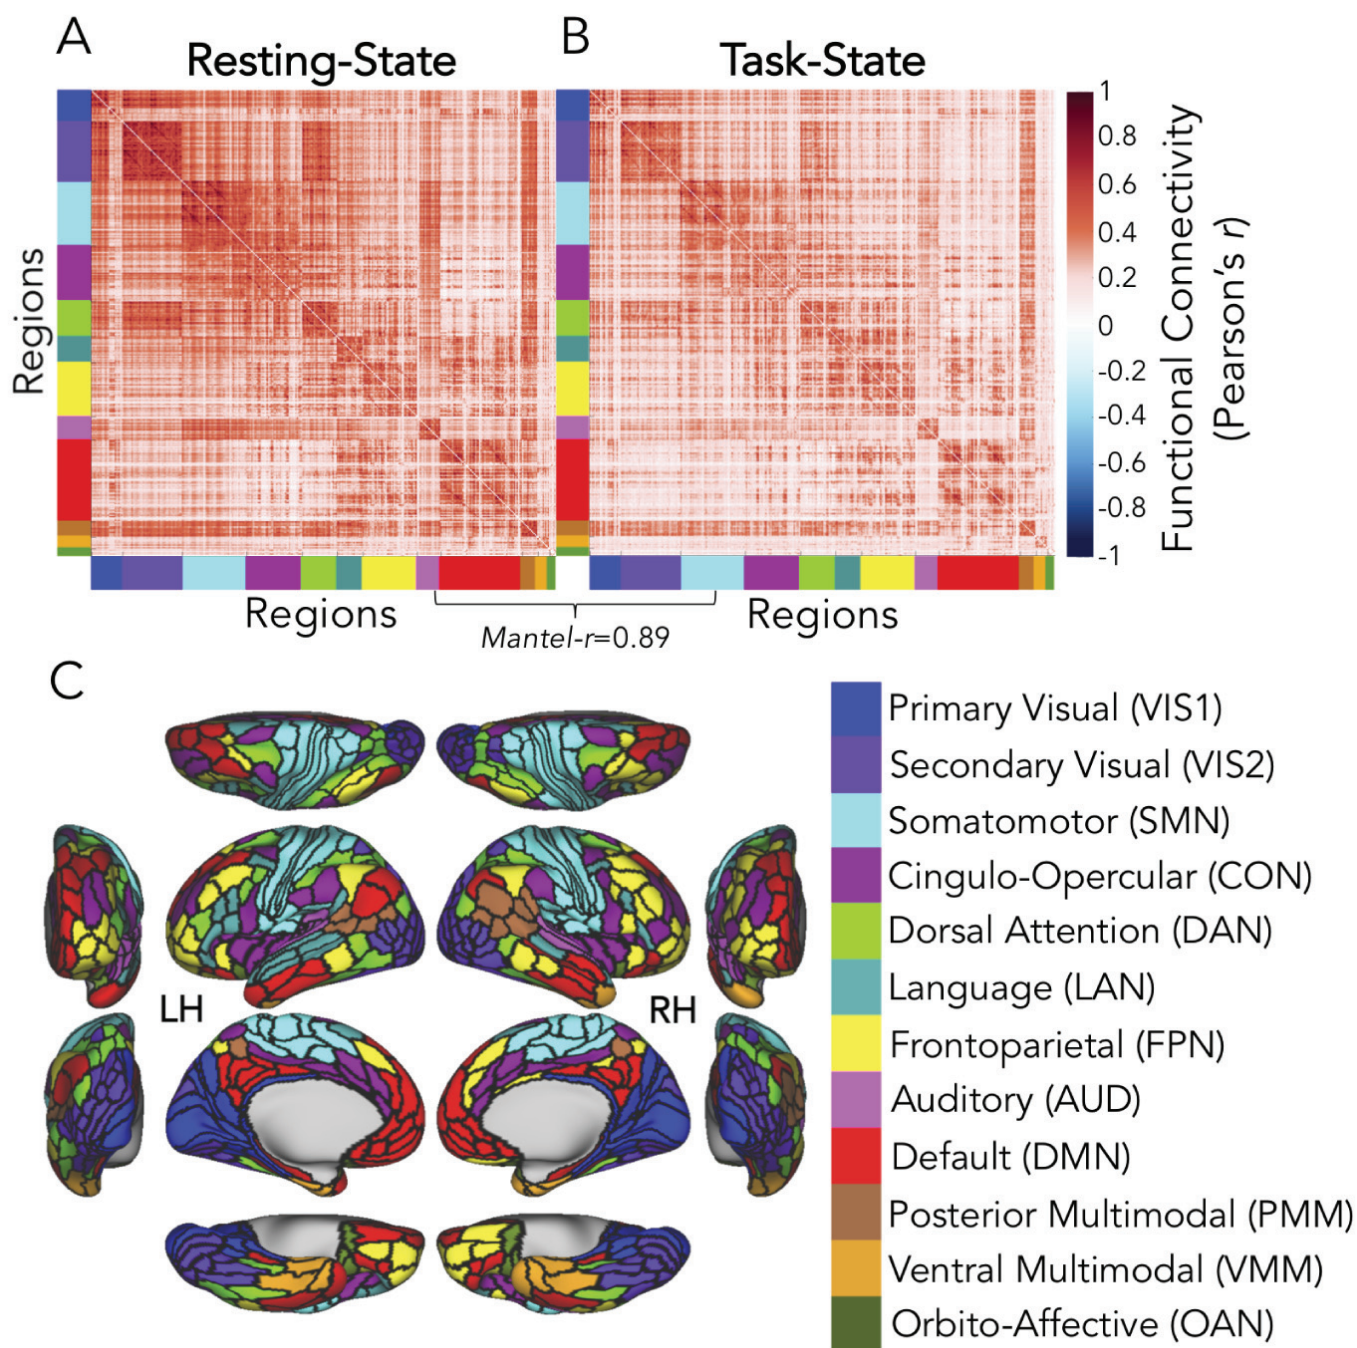 A
B
Resting-State
Task-State
Regions
Regions
Regions
Mantel-r=0.89
1
0.8
0.6
0.4
0.2
0
-0.2
-0.4
-0.6
-0.8
-1
Functional Connectivity
(Pearson's r)
C
LH
RH
Primary Visual (VIS1)
Secondary Visual (VIS2)
Somatomotor (SMN)
Cingulo-Opercular (CON)
Dorsal Attention (DAN)
Language (LAN)
Frontoparietal (FPN)
Auditory (AUD)
Default (DMN)
Posterior Multimodal (PMM)
Ventral Multimodal (VMM)
Orbito-Affective (OAN)